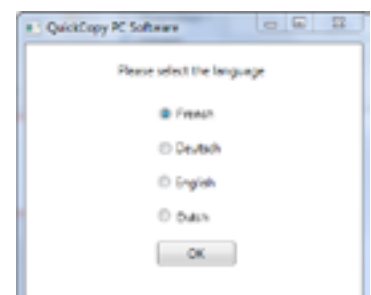 QuickCopy PC Software
Please select the language
French
Deutsch
English
Dutch
OK